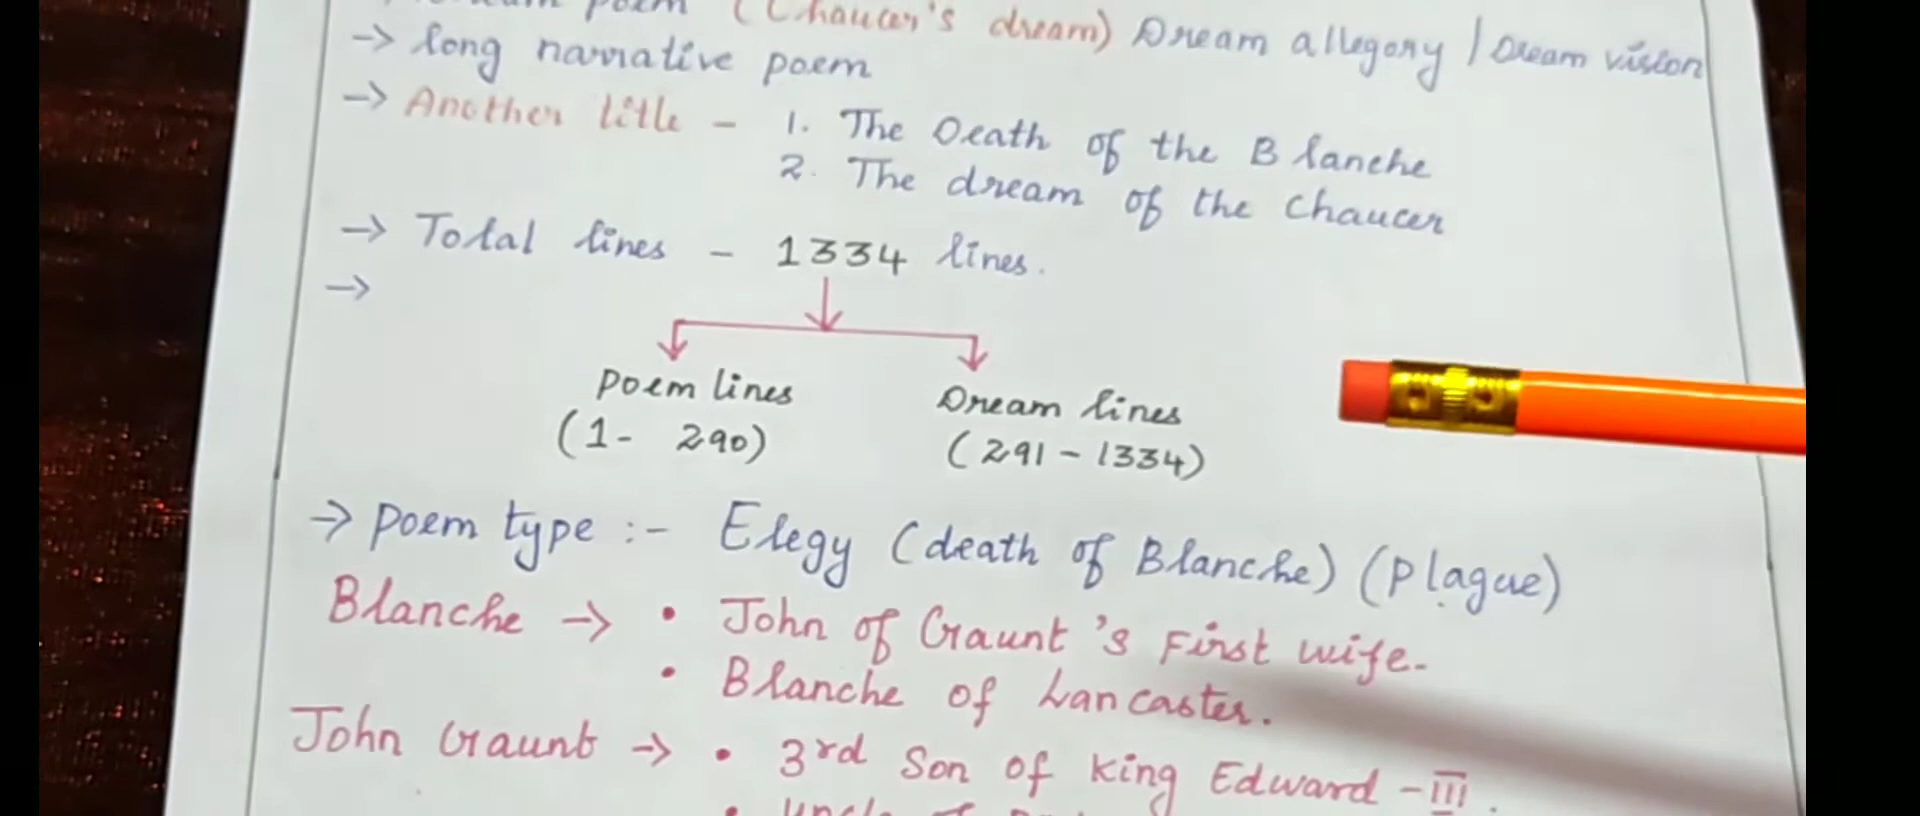 poem (Chaucer's dream) Dream allegory / Dream vision
→ long narrative poem
→ Another title - 1. The Death of the Blanche
2. The dream of the Chaucer
→ Total lines - 1334 lines.
→
Poem lines
(1- 290)
Dream lines
(291 - 1334)
→ poem type :- Elegy (death of Blanche) (plague)
Blanche → • John of Graunt's First wife.
• Blanche of Lancaster.
John Graunt → • 3rd Son of King Edward - III.